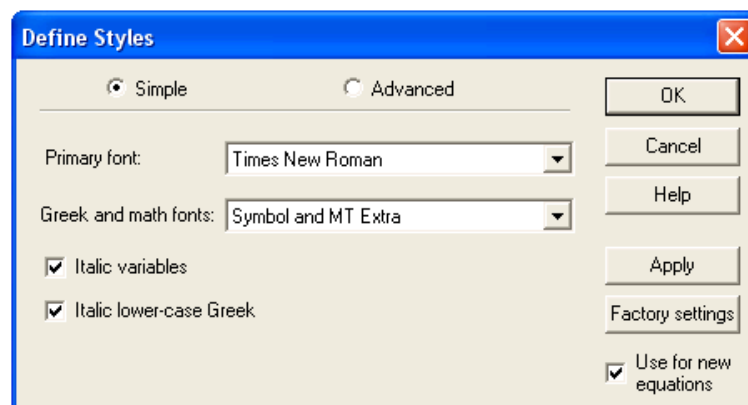 Define Styles
Simple
Advanced
OK
Primary font:
Times New Roman
Cancel
Greek and math fonts:
Symbol and MT Extra
Help
Italic variables
Apply
Italic lower-case Greek
Factory settings
Use for new
equations